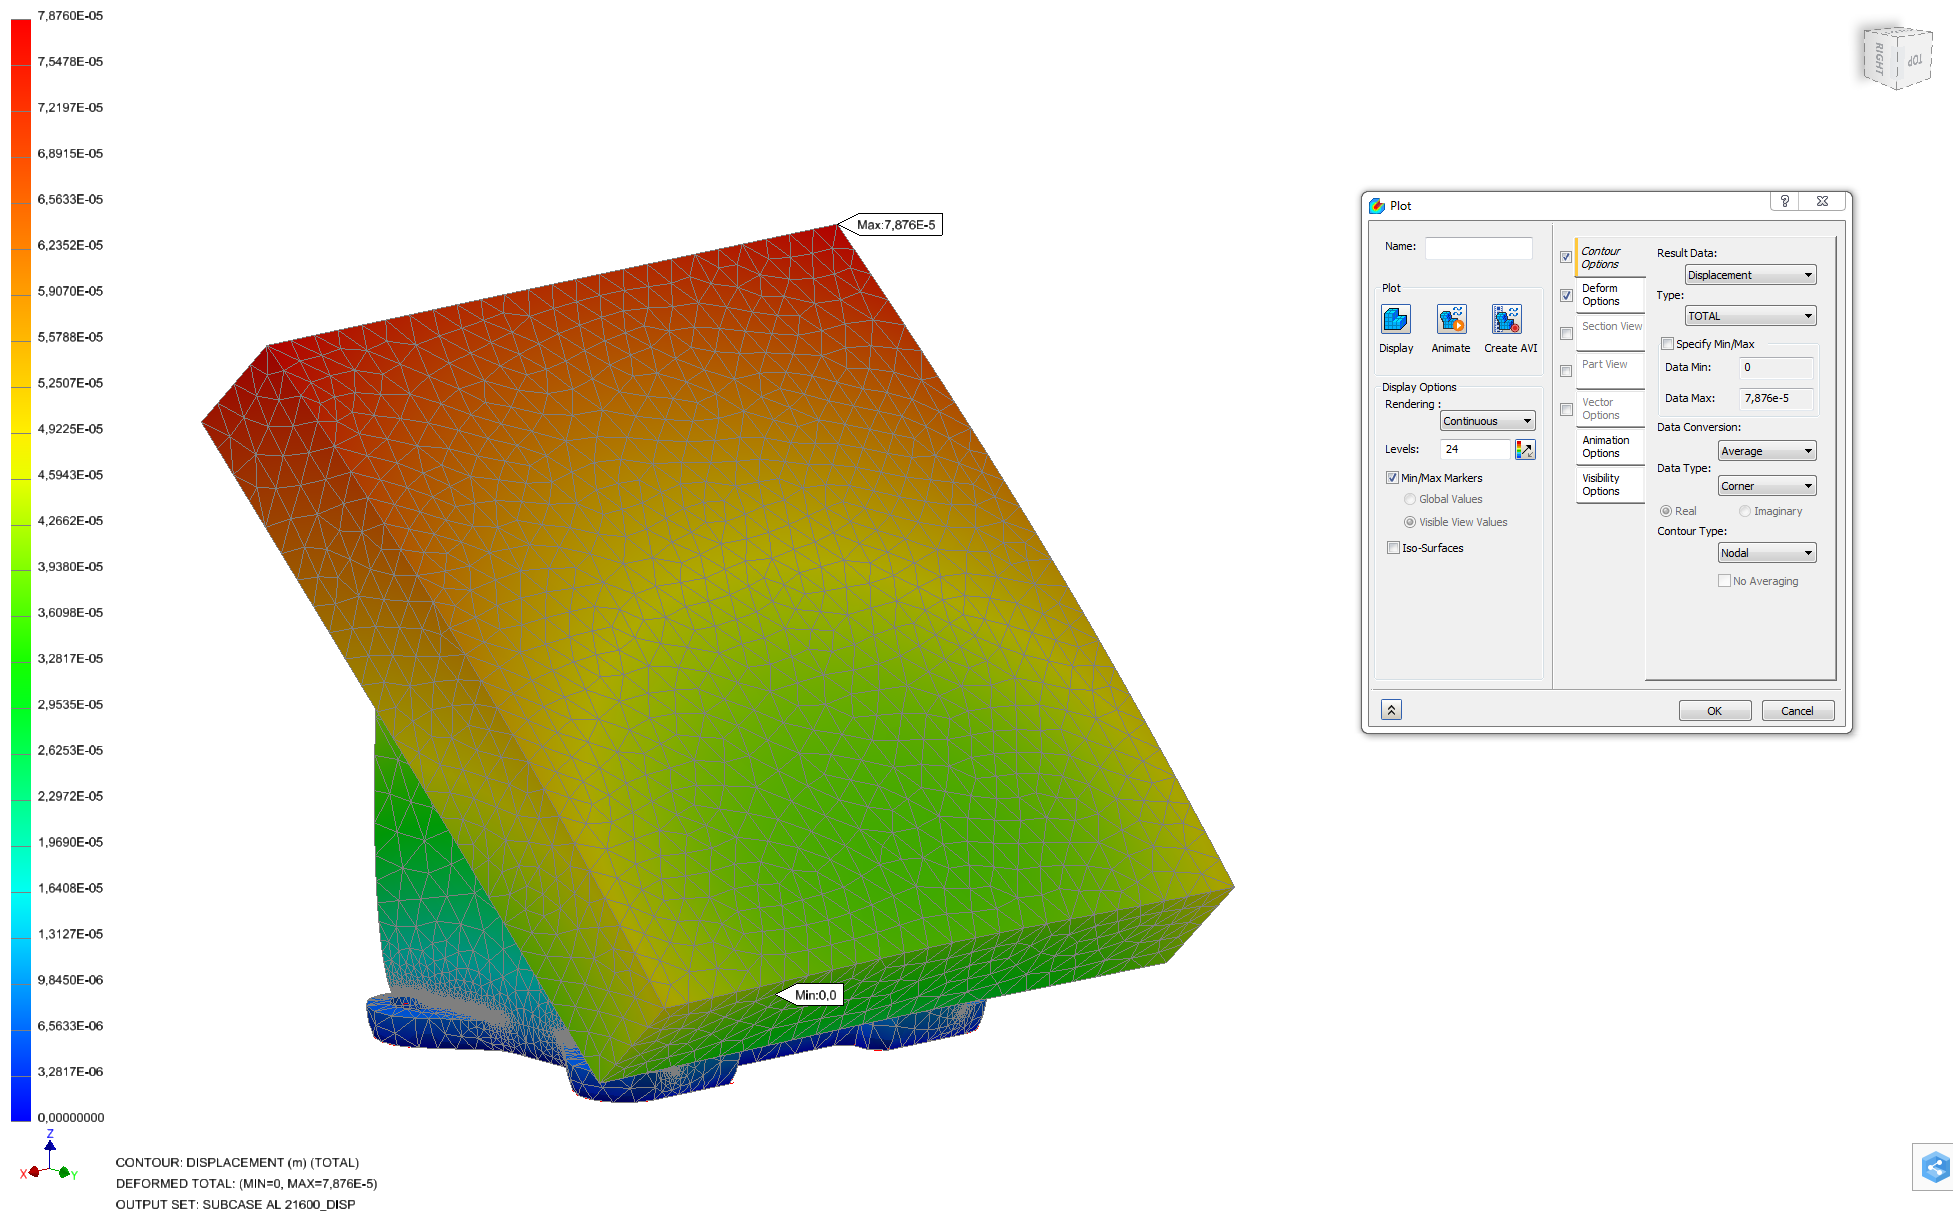 7,8760E-05
7,5478E-05
7,2197E-05
6,8915E-05
6,5633E-05
6,2352E-05
5,9070E-05
5,5788E-05
5,2507E-05
4,9225E-05
4,5943E-05
4,2662E-05
3,9380E-05
3,6098E-05
3,2817E-05
2,9535E-05
2,6253E-05
2,2972E-05
1,9690E-05
1,6408E-05
1,3127E-05
9,8450E-06
6,5633E-06
3,2817E-06
0,00000000
Z
X
Y
CONTOUR: DISPLACEMENT (m) (TOTAL)
DEFORMED TOTAL: (MIN=0, MAX=7,876E-5)
OUTPUT SET: SUBCASE AL 21600_DISP
Max:7,876E-5
Min:0,0
RIGHT
TOP
Plot
?
Name:
Plot
Display
Animate
Create AVI
Display Options
Rendering :
Continuous
Levels:
24
Min/Max Markers
Global Values
Visible View Values
Iso-Surfaces
Contour
Options
Deform
Options
Section View
Part View
Vector
Options
Animation
Options
Visibility
Options
Result Data:
Displacement
Type:
TOTAL
Specify Min/Max
Data Min:
0
Data Max:
7,876e-5
Data Conversion:
Average
Data Type:
Corner
Real
Imaginary
Contour Type:
Nodal
No Averaging
OK
Cancel